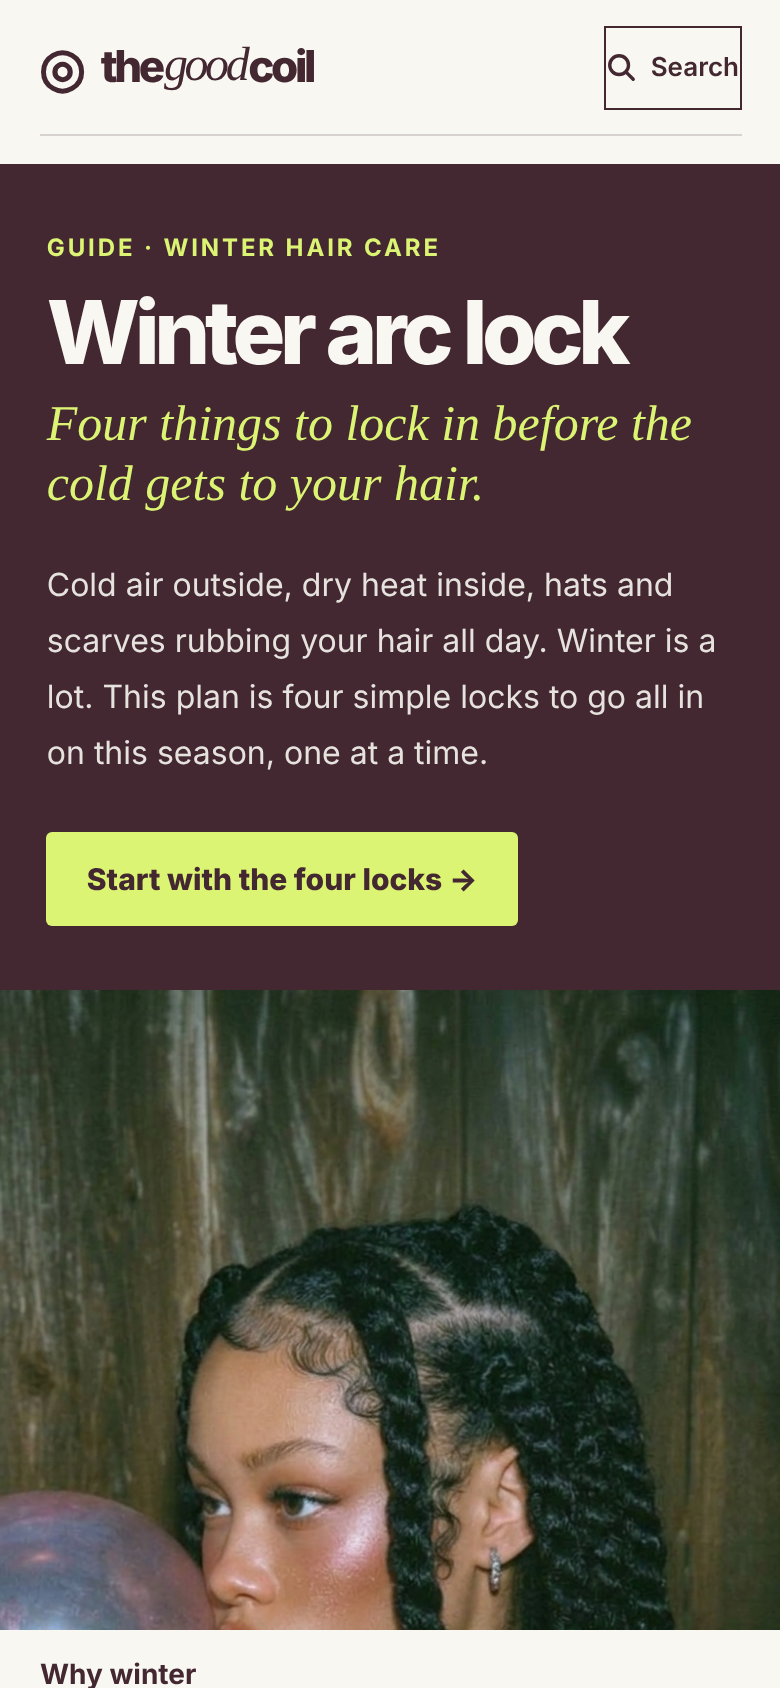 thegoodcoil
Search
GUIDE · WINTER HAIR CARE
Winter arc lock
Four things to lock in before the
cold gets to your hair.
Cold air outside, dry heat inside, hats and
scarves rubbing your hair all day. Winter is a
lot. This plan is four simple locks to go all in
on this season, one at a time.
Start with the four locks →
Why winter